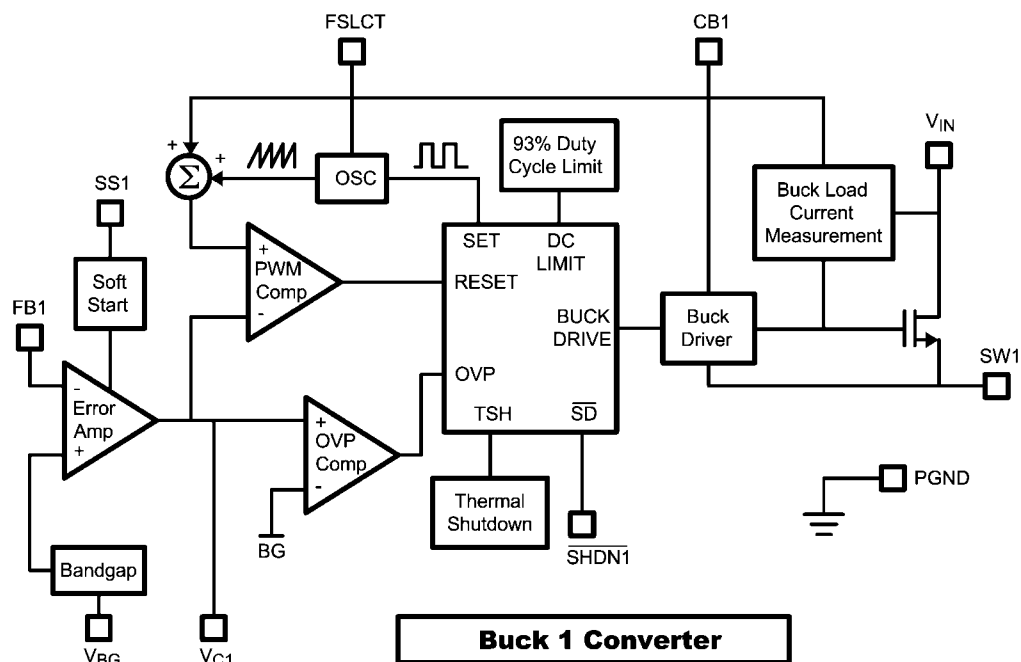 FSLCT
CB1
V_IN
SS1
FB1
+
+
Σ
OSC
93% Duty
Cycle Limit
Buck Load
Current
Measurement
Soft
Start
+
PWM
Comp
-
SET
DC
LIMIT
RESET
BUCK
DRIVE
OVP
TSH
S̅D̅
Buck
Driver
SW1
-
Error
Amp
+
+
OVP
Comp
-
BG
Thermal
Shutdown
S̅H̅D̅N̅1̅
PGND
Bandgap
V_BG
V_C1
Buck 1 Converter